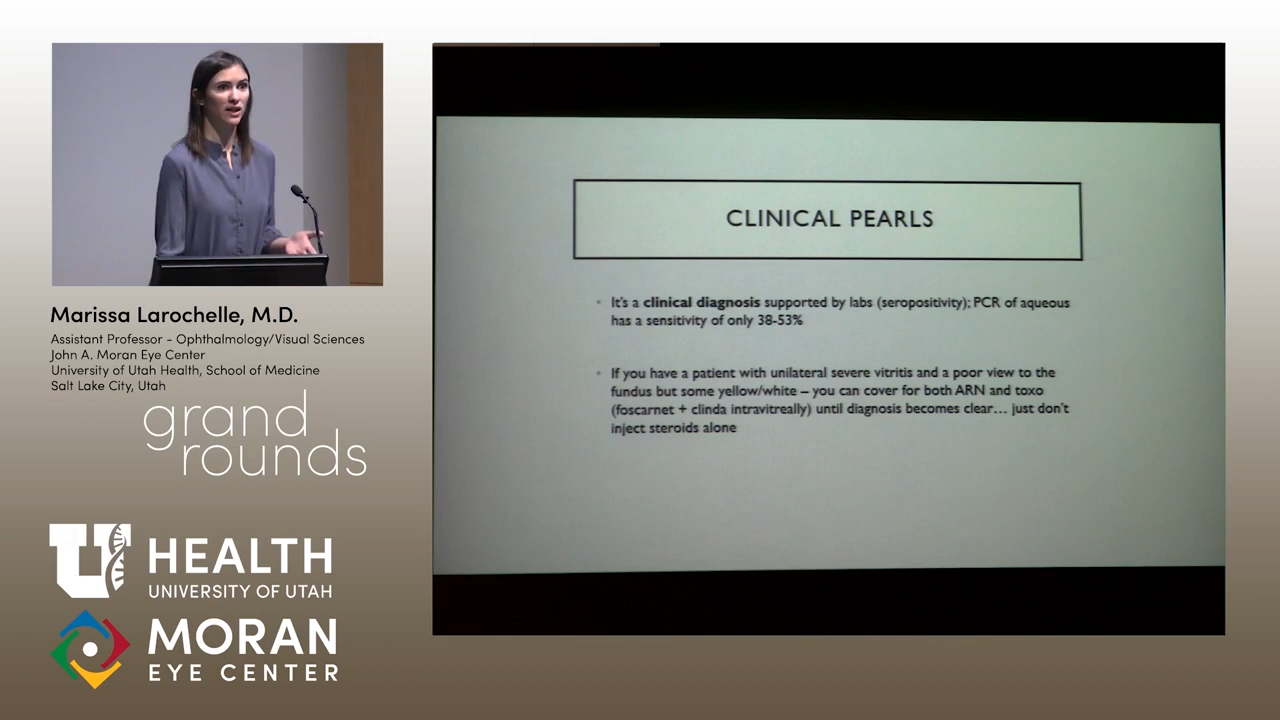 Marissa Larochelle, M.D.
Assistant Professor - Ophthalmology/Visual Sciences
John A. Moran Eye Center
University of Utah Health, School of Medicine
Salt Lake City, Utah
grand
rounds
U HEALTH
UNIVERSITY OF UTAH
MORAN
EYE CENTER
CLINICAL PEARLS
• It's a clinical diagnosis supported by labs (seropositivity); PCR of aqueous
has a sensitivity of only 38-53%
• If you have a patient with unilateral severe vitritis and a poor view to the
fundus but some yellow/white – you can cover for both ARN and toxo
(foscarnet + clinda intravitreally) until diagnosis becomes clear... just don't
inject steroids alone